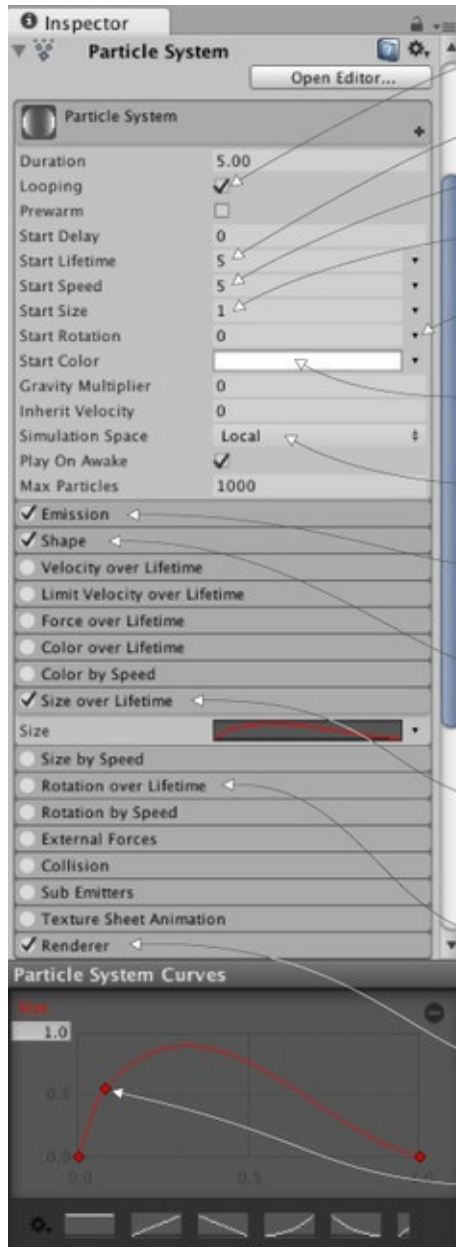 Inspector
Particle System
Open Editor...
Particle System
Duration 5.00
Looping
Prewarm
Start Delay 0
Start Lifetime 5
Start Speed 5
Start Size 1
Start Rotation 0
Start Color
Gravity Multiplier 0
Inherit Velocity 0
Simulation Space Local
Play On Awake
Max Particles 1000
Emission
Shape
Velocity over Lifetime
Limit Velocity over Lifetime
Force over Lifetime
Color over Lifetime
Color by Speed
Size over Lifetime
Size
Size by Speed
Rotation over Lifetime
Rotation by Speed
External Forces
Collision
Sub Emitters
Texture Sheet Animation
Renderer
Particle System Curves
Size
1.0
0.5
0.0
0.0 0.5 1.0